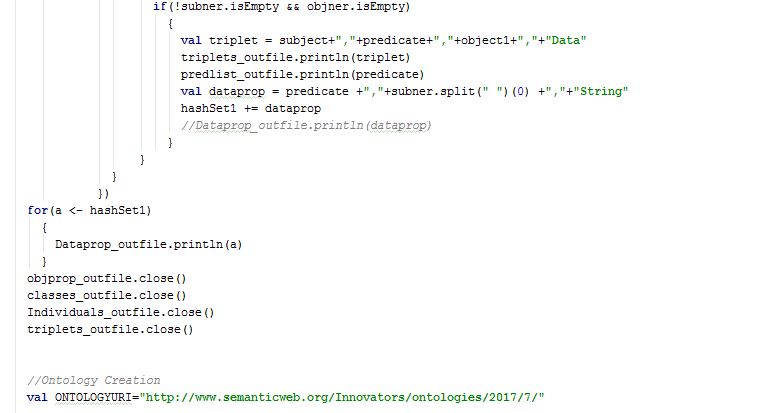 if(!subner.isEmpty && objner.isEmpty)
{
val triplet = subject+","+predicate+","+object1+","+"Data"
triplets_outfile.println(triplet)
predlist_outfile.println(predicate)
val dataprop = predicate +","+subner.split(" ")(0) +","+"String"
hashSet1 += dataprop
//Dataprop_outfile.println(dataprop)
}
}
}
})
for(a <- hashSet1)
{
Dataprop_outfile.println(a)
}
objprop_outfile.close()
classes_outfile.close()
Individuals_outfile.close()
triplets_outfile.close()
//Ontology Creation
val ONTOLOGYURI="http://www.semanticweb.org/Innovators/ontologies/2017/7/"